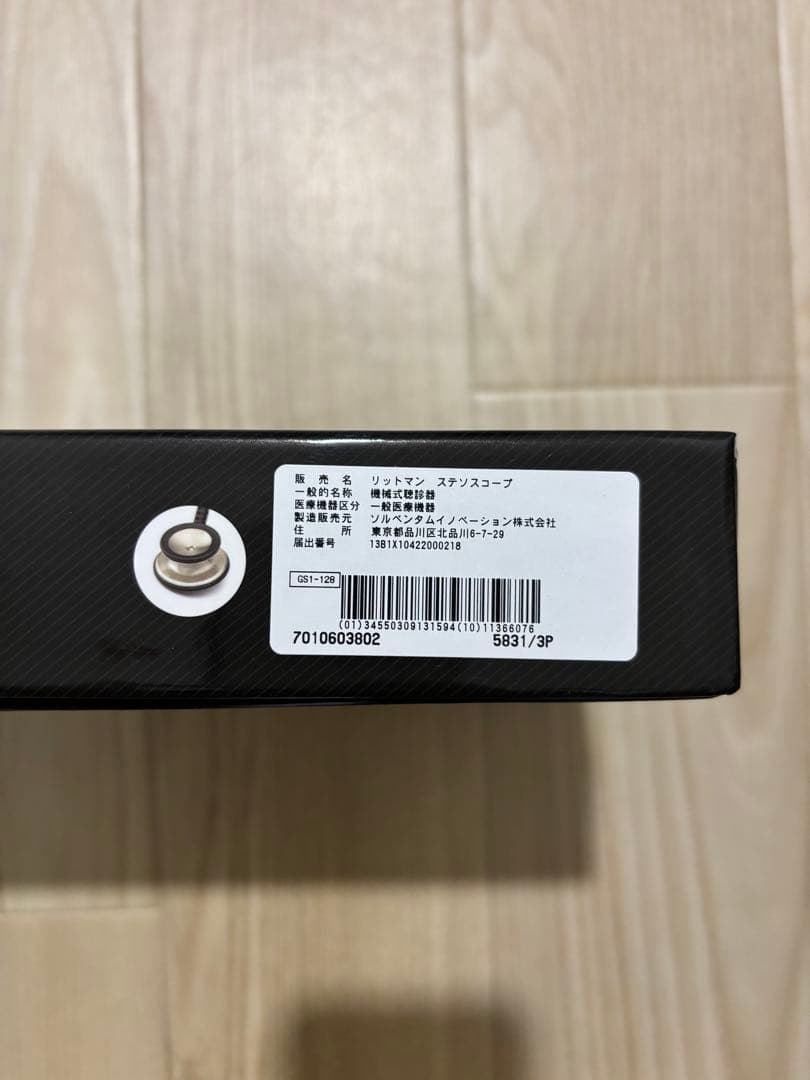 販売名 リットマン ステソスコープ
一般的名称 機械式聴診器
医療機器区分 一般医療機器
製造販売元 ソルベンタムイノベーション株式会社
住所 東京都品川区北品川6-7-29
届出番号 13B1X10422000218
GS1-128
(01)34550309131594(10)11366076
7010603802 5831/3P